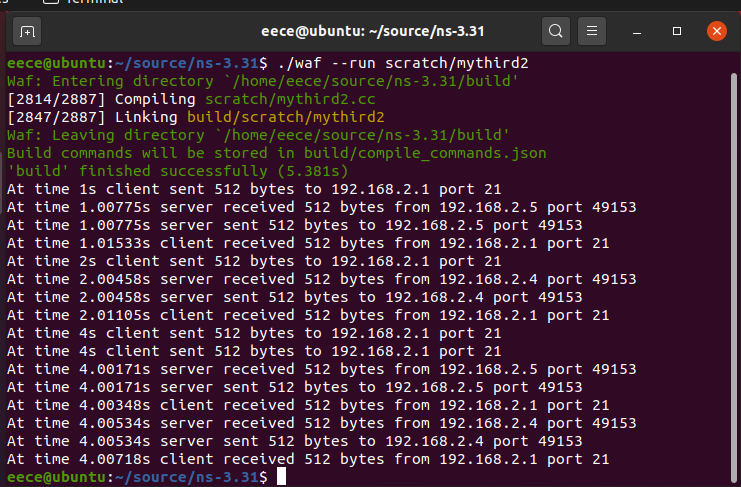 Terminal
eece@ubuntu: ~/source/ns-3.31
eece@ubuntu:~/source/ns-3.31$ ./waf --run scratch/mythird2
Waf: Entering directory `/home/eece/source/ns-3.31/build'
[2814/2887] Compiling scratch/mythird2.cc
[2847/2887] Linking build/scratch/mythird2
Waf: Leaving directory `/home/eece/source/ns-3.31/build'
Build commands will be stored in build/compile_commands.json
'build' finished successfully (5.381s)
At time 1s client sent 512 bytes to 192.168.2.1 port 21
At time 1.00775s server received 512 bytes from 192.168.2.5 port 49153
At time 1.00775s server sent 512 bytes to 192.168.2.5 port 49153
At time 1.01533s client received 512 bytes from 192.168.2.1 port 21
At time 2s client sent 512 bytes to 192.168.2.1 port 21
At time 2.00458s server received 512 bytes from 192.168.2.4 port 49153
At time 2.00458s server sent 512 bytes to 192.168.2.4 port 49153
At time 2.01105s client received 512 bytes from 192.168.2.1 port 21
At time 4s client sent 512 bytes to 192.168.2.1 port 21
At time 4s client sent 512 bytes to 192.168.2.1 port 21
At time 4.00171s server received 512 bytes from 192.168.2.5 port 49153
At time 4.00171s server sent 512 bytes to 192.168.2.5 port 49153
At time 4.00348s client received 512 bytes from 192.168.2.1 port 21
At time 4.00534s server received 512 bytes from 192.168.2.4 port 49153
At time 4.00534s server sent 512 bytes to 192.168.2.4 port 49153
At time 4.00718s client received 512 bytes from 192.168.2.1 port 21
eece@ubuntu:~/source/ns-3.31$